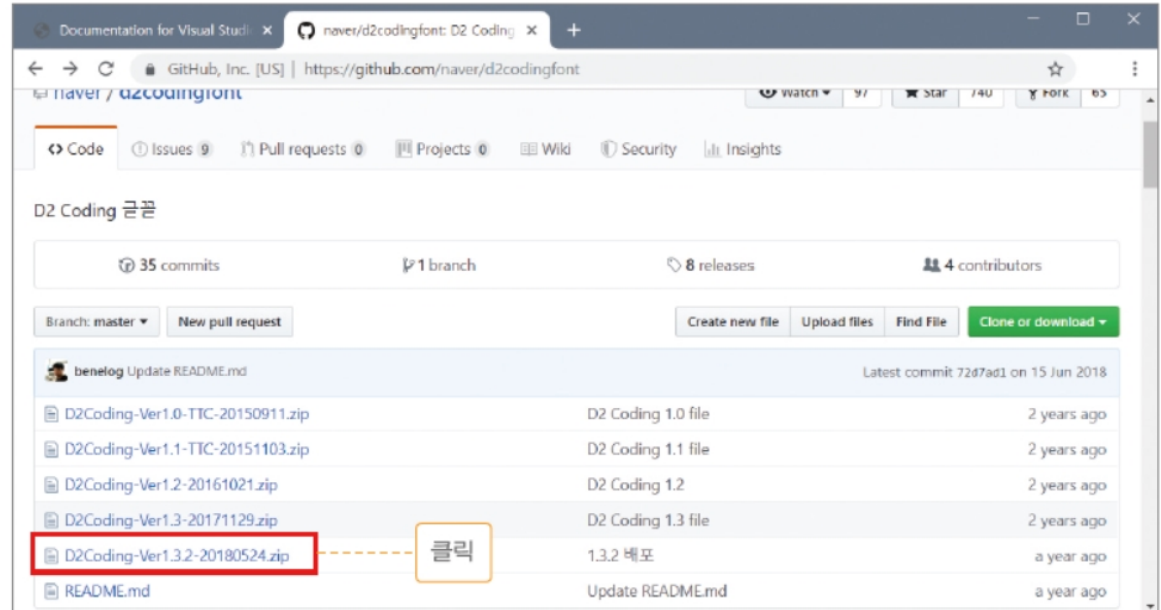 Documentation for Visual Studi × naver/d2codingfont: D2 Coding × +
GitHub, Inc. [US] | https://github.com/naver/d2codingfont
naver / d2codingfont Watch 97 Star 740 Fork 65
Code Issues 9 Pull requests 0 Projects 0 Wiki Security Insights
D2 Coding 글꼴
35 commits 1 branch 8 releases 4 contributors
Branch: master New pull request Create new file Upload files Find File Clone or download
benelog Update README.md Latest commit 72d7ad1 on 15 Jun 2018
D2Coding-Ver1.0-TTC-20150911.zip D2 Coding 1.0 file 2 years ago
D2Coding-Ver1.1-TTC-20151103.zip D2 Coding 1.1 file 2 years ago
D2Coding-Ver1.2-20161021.zip D2 Coding 1.2 2 years ago
D2Coding-Ver1.3-20171129.zip D2 Coding 1.3 file 2 years ago
D2Coding-Ver1.3.2-20180524.zip 클릭 1.3.2 배포 a year ago
README.md Update README.md a year ago